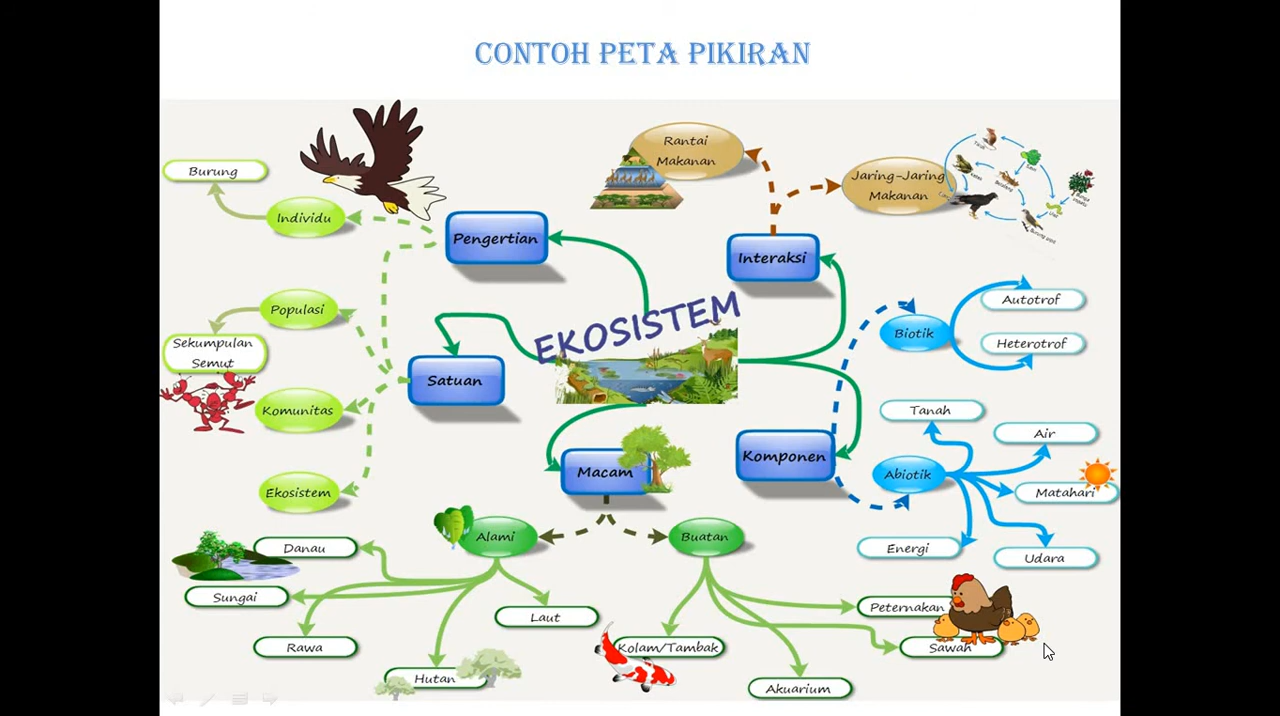 CONTOH PETA PIKIRAN
Rantai
Makanan
Jaring-Jaring
Makanan
Burung
Individu
Pengertian
Interaksi
EKOSISTEM
Populasi
Sekumpulan
Semut
Komunitas
Ekosistem
Satuan
Macam
Komponen
Biotik
Autotrof
Heterotrof
Tanah
Air
Abiotik
Matahari
Energi
Udara
Alami
Buatan
Danau
Sungai
Rawa
Hutan
Laut
Kolam/Tambak
Akuarium
Peternakan
Sawah